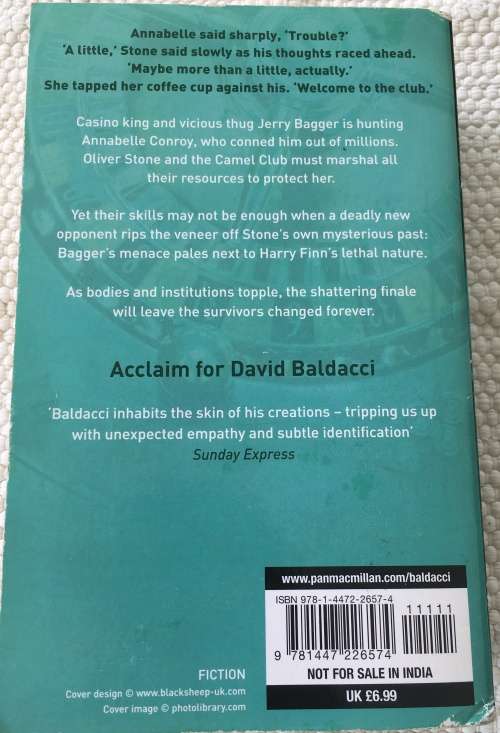 Annabelle said sharply, ‘Trouble?’
‘A little,’ Stone said slowly as his thoughts raced ahead.
‘Maybe more than a little, actually.’
She tapped her coffee cup against his. ‘Welcome to the club.’
Casino king and vicious thug Jerry Bagger is hunting
Annabelle Conroy, who conned him out of millions.
Oliver Stone and the Camel Club must marshal all
their resources to protect her.
Yet their skills may not be enough when a deadly new
opponent rips the veneer off Stone’s own mysterious past:
Bagger’s menace pales next to Harry Finn’s lethal nature.
As bodies and institutions topple, the shattering finale
will leave the survivors changed forever.
Acclaim for David Baldacci
‘Baldacci inhabits the skin of his creations – tripping us up
with unexpected empathy and subtle identification’
Sunday Express
www.panmacmillan.com/baldacci
ISBN 978-1-4472-2657-4
11111
9 781447 226574
NOT FOR SALE IN INDIA
UK £6.99
FICTION
Cover design © www.blacksheep-uk.com
Cover image © photolibrary.com